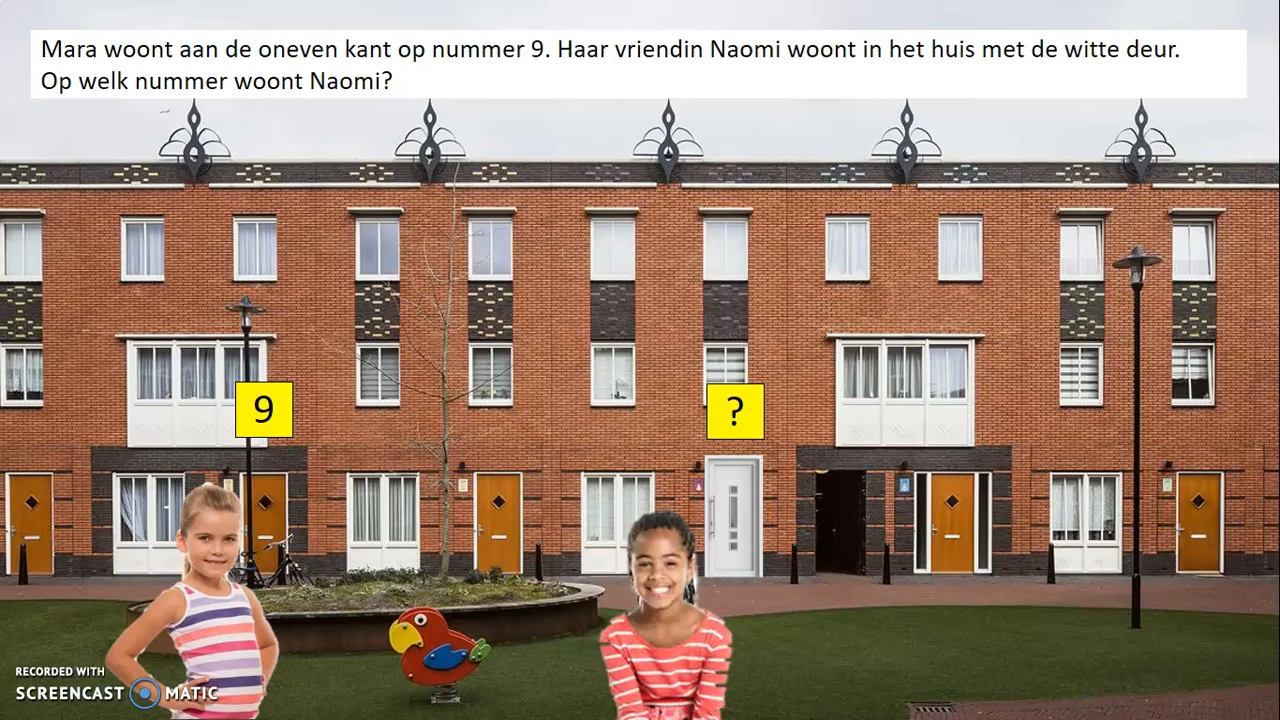 Mara woont aan de oneven kant op nummer 9. Haar vriendin Naomi woont in het huis met de witte deur.
Op welk nummer woont Naomi?
9
?
RECORDED WITH
SCREENCAST MATIC